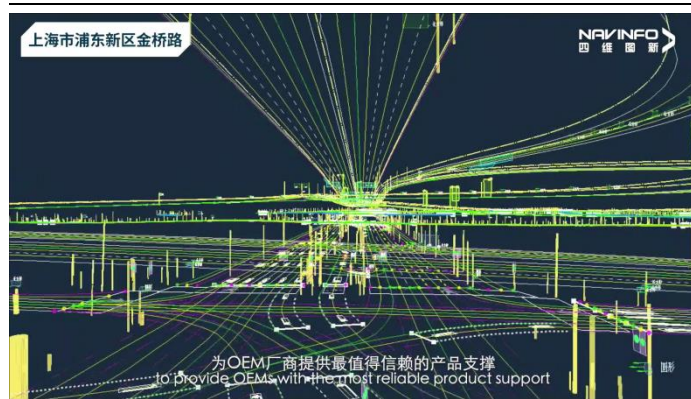 上海市浦东新区金桥路
NAVINFO
四维图新
为OEM厂商提供最值得信赖的产品支撑
to provide OEMs with the most reliable product support